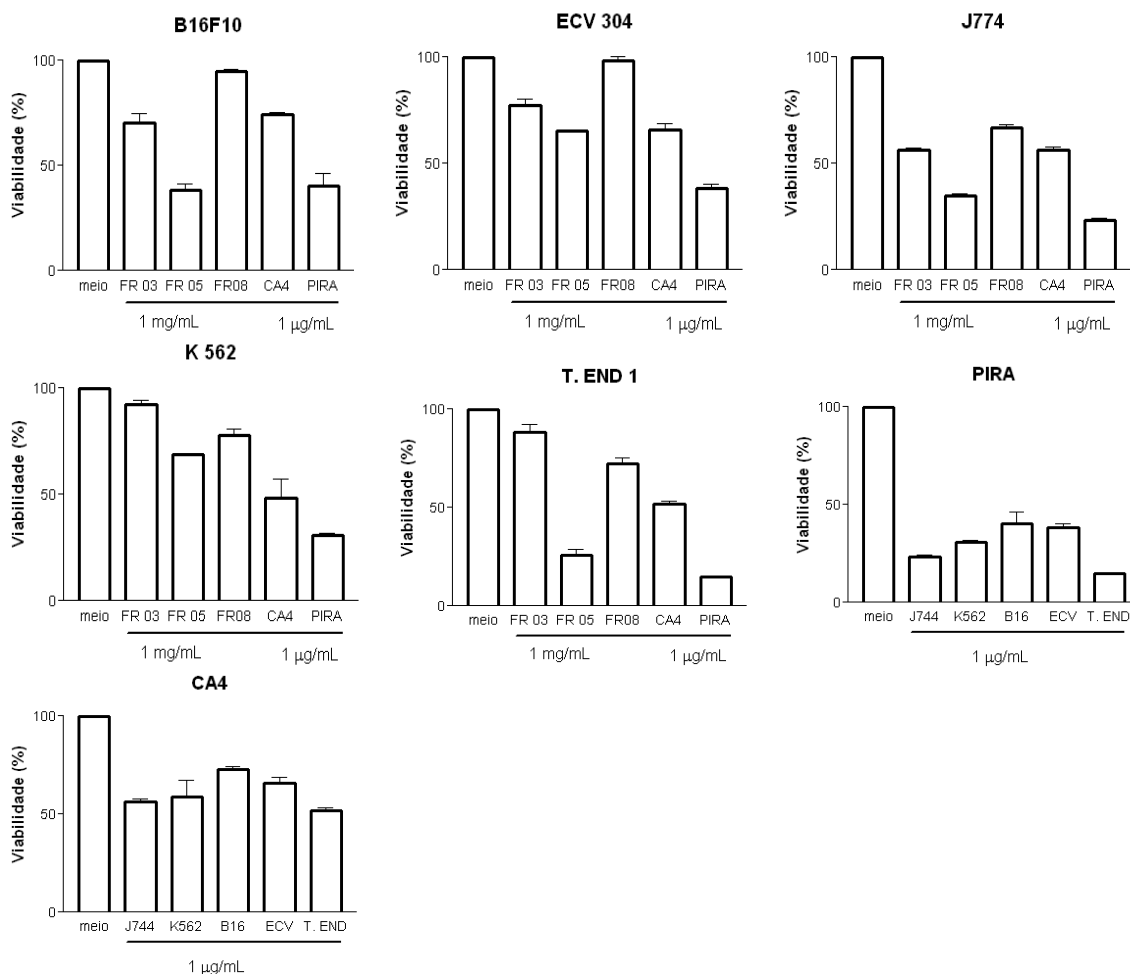 B16F10
Viabilidade (%)
100
50
0
meio FR 03 FR 05 FR08 CA4 PIRA
1 mg/mL 1 µg/mL
ECV 304
Viabilidade (%)
100
50
0
meio FR 03 FR 05 FR08 CA4 PIRA
1 mg/mL 1 µg/mL
J774
Viabilidade (%)
100
50
0
meio FR 03 FR 05 FR08 CA4 PIRA
1 mg/mL 1 µg/mL
K 562
Viabilidade (%)
100
50
0
meio FR 03 FR 05 FR08 CA4 PIRA
1 mg/mL 1 µg/mL
T. END 1
Viabilidade (%)
100
50
0
meio FR 03 FR 05 FR08 CA4 PIRA
1 mg/mL 1 µg/mL
PIRA
Viabilidade (%)
100
50
0
meio J744 K562 B16 ECV T. END
1 µg/mL
CA4
Viabilidade (%)
100
50
0
meio J744 K562 B16 ECV T. END
1 µg/mL